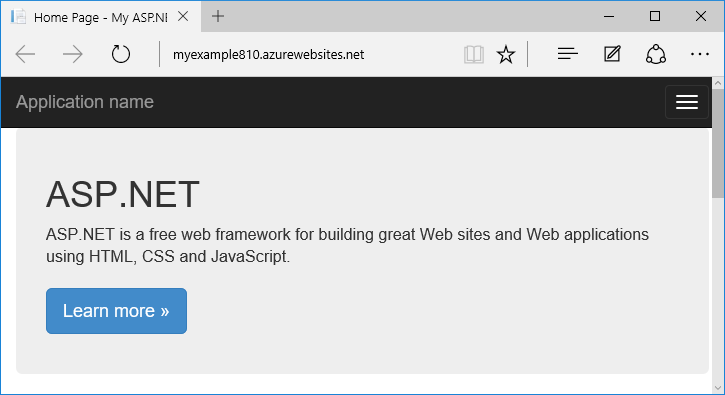 Home Page - My ASP.NE
myexample810.azurewebsites.net
Application name
ASP.NET
ASP.NET is a free web framework for building great Web sites and Web applications
using HTML, CSS and JavaScript.
Learn more »